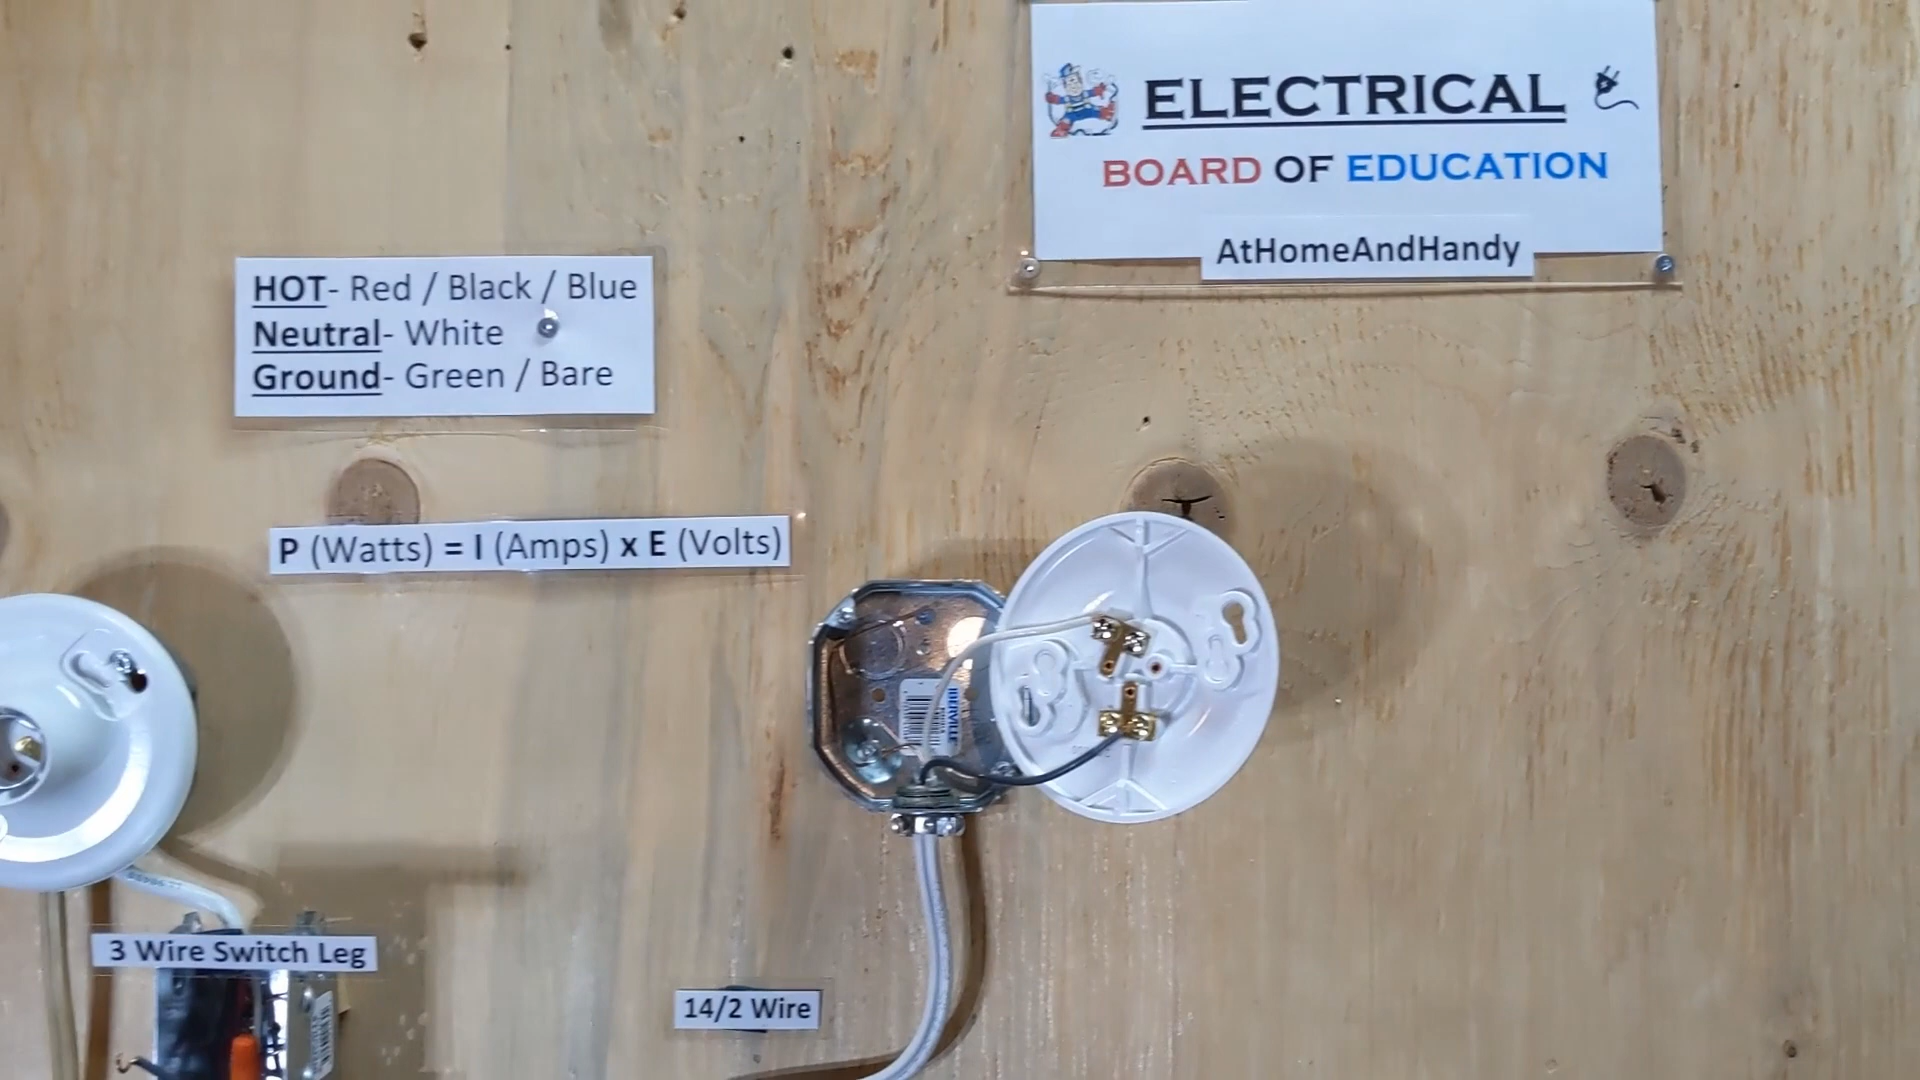 ELECTRICAL
BOARD OF EDUCATION
AtHomeAndHandy
HOT- Red / Black / Blue
Neutral- White
Ground- Green / Bare
P (Watts) = I (Amps) x E (Volts)
IBERVILLE
3 Wire Switch Leg
14/2 Wire